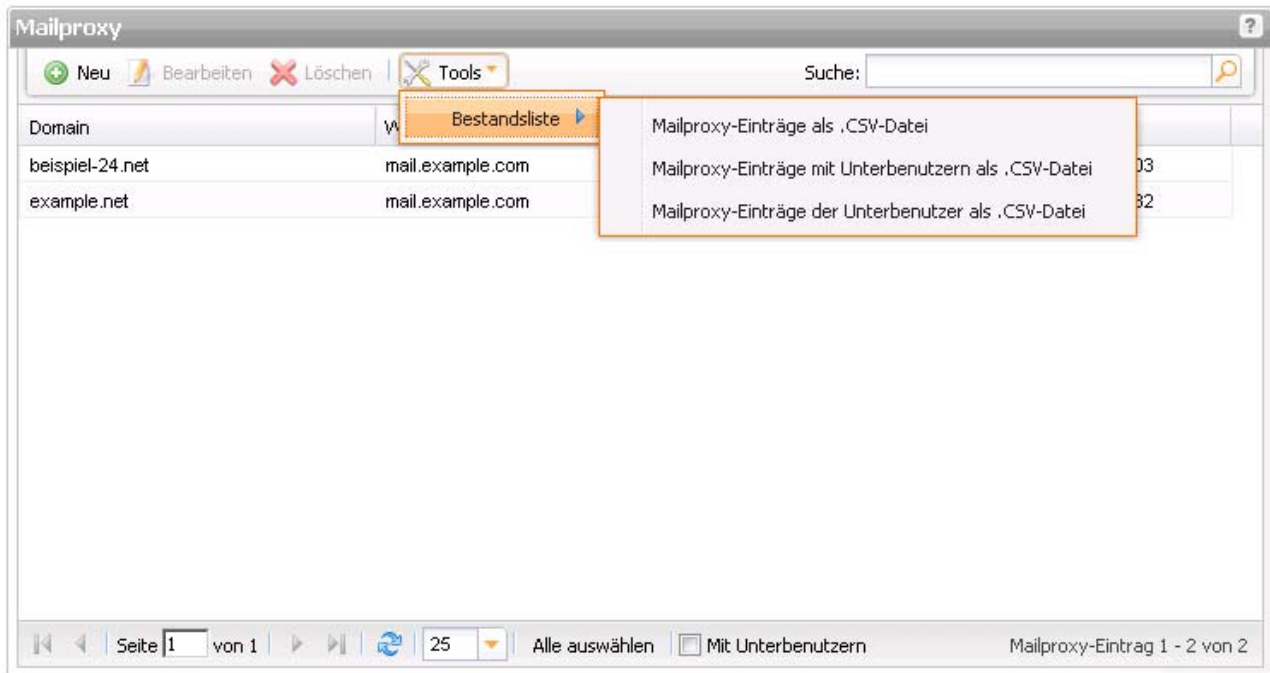 Mailproxy ?
Neu Bearbeiten Löschen Tools Suche:
Bestandsliste
Domain
Mailproxy-Einträge als .CSV-Datei
beispiel-24.net mail.example.com Mailproxy-Einträge mit Unterbenutzern als .CSV-Datei 03
example.net mail.example.com Mailproxy-Einträge der Unterbenutzer als .CSV-Datei 32
Seite 1 von 1 25 Alle auswählen Mit Unterbenutzern Mailproxy-Eintrag 1 - 2 von 2